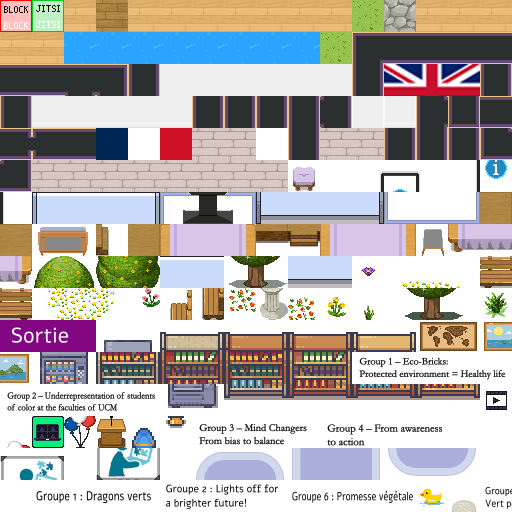 BLOCK
JITSI
BLOCK
JITSI
i
Sortie
Group 1 – Eco-Bricks:
Protected environment = Healthy life
Group 2 – Underrepresentation of students
of color at the faculties of UCM
Group 3 – Mind Changers
From bias to balance
Group 4 – From awareness
to action
Groupe 1 : Dragons verts
Groupe 2 : Lights off for
a brighter future!
Groupe 6 : Promesse végétale
Groupe
Vert p